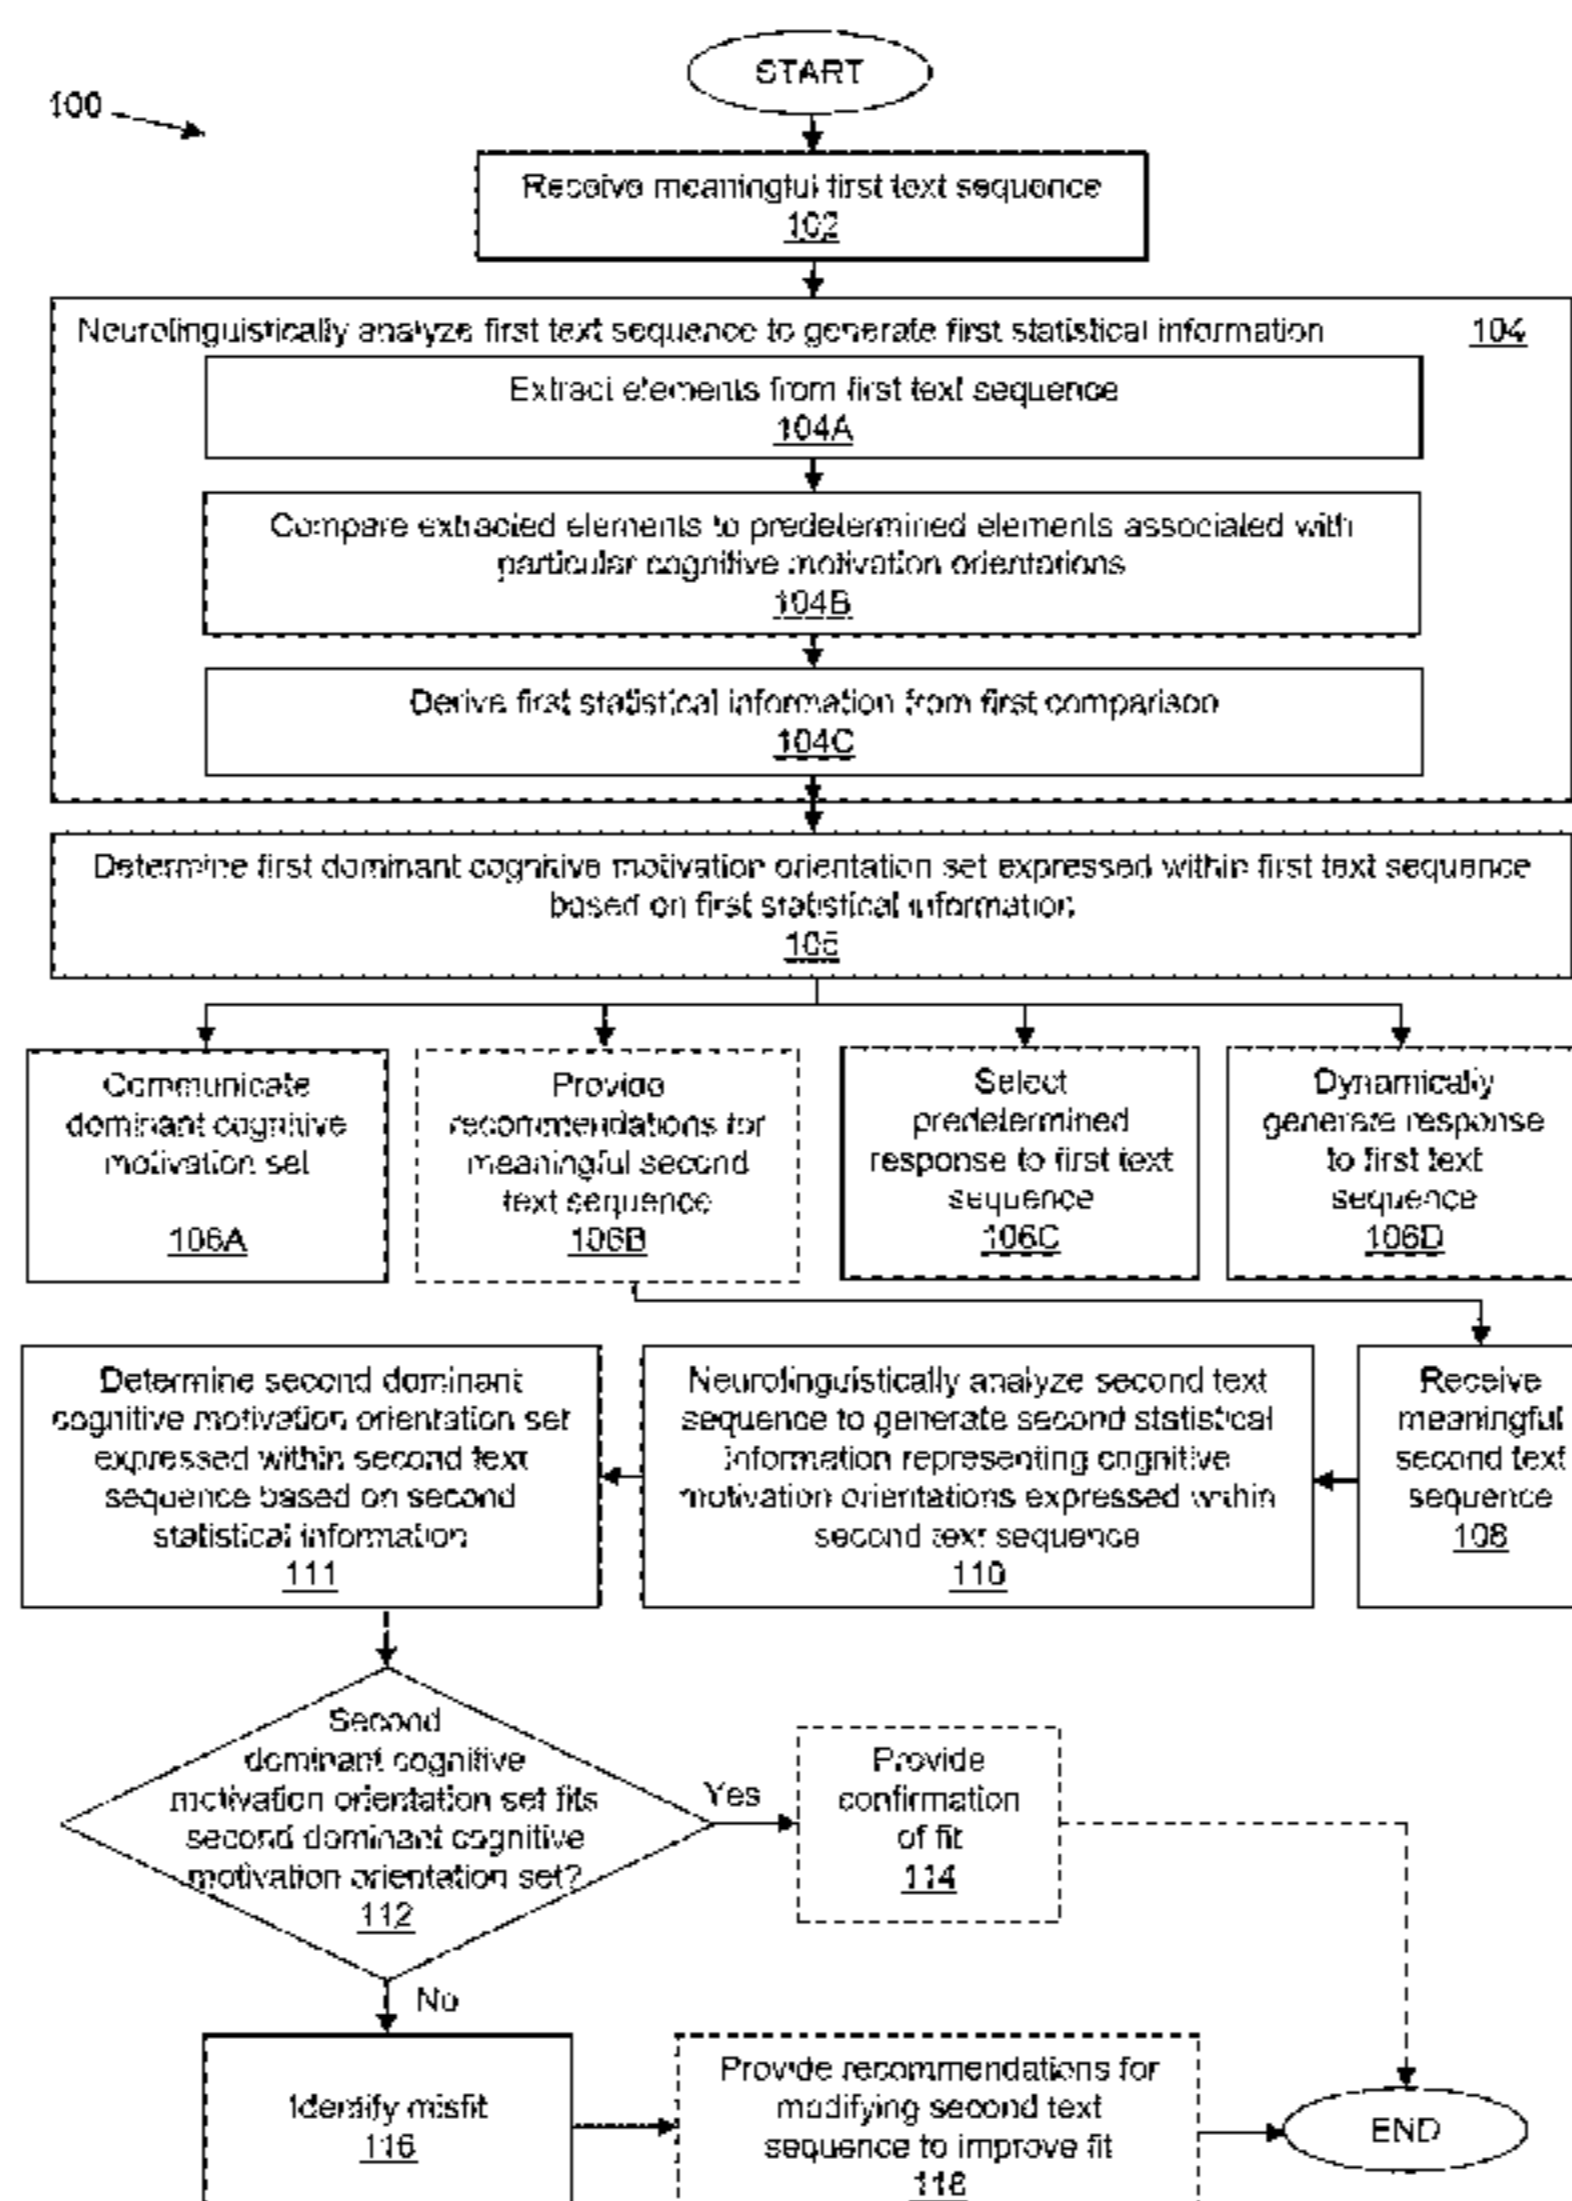 START
100
Receive meaningful first text sequence
102
Neurolinguistically analyze first text sequence to generate first statistical information 104
Extract elements from first text sequence
104A
Compare extracted elements to predetermined elements associated with
particular cognitive motivation orientations
104B
Derive first statistical information from first comparison
104C
Determine first dominant cognitive motivation orientation set expressed within first text sequence
based on first statistical information
Communicate
dominant cognitive
motivation set
106A
Provide
recommendations for
meaningful second
text sequence
106B
Select
predetermined
response to first text
sequence
106C
Dynamically
generate response
to first text
sequence
106D
Determine second dominant
cognitive motivation orientation set
expressed within second text
sequence based on second
statistical information
111
Neurolinguistically analyze second text
sequence to generate second statistical
information representing cognitive
motivation orientations expressed within
second text sequence
110
Receive
meaningful
second text
sequence
108
Second
dominant cognitive
motivation orientation set fits
second dominant cognitive
motivation orientation set?
112
Yes
Provide
confirmation
of fit
114
No
Identify misfit
116
Provide recommendations for
modifying second text
sequence to improve fit
118
END